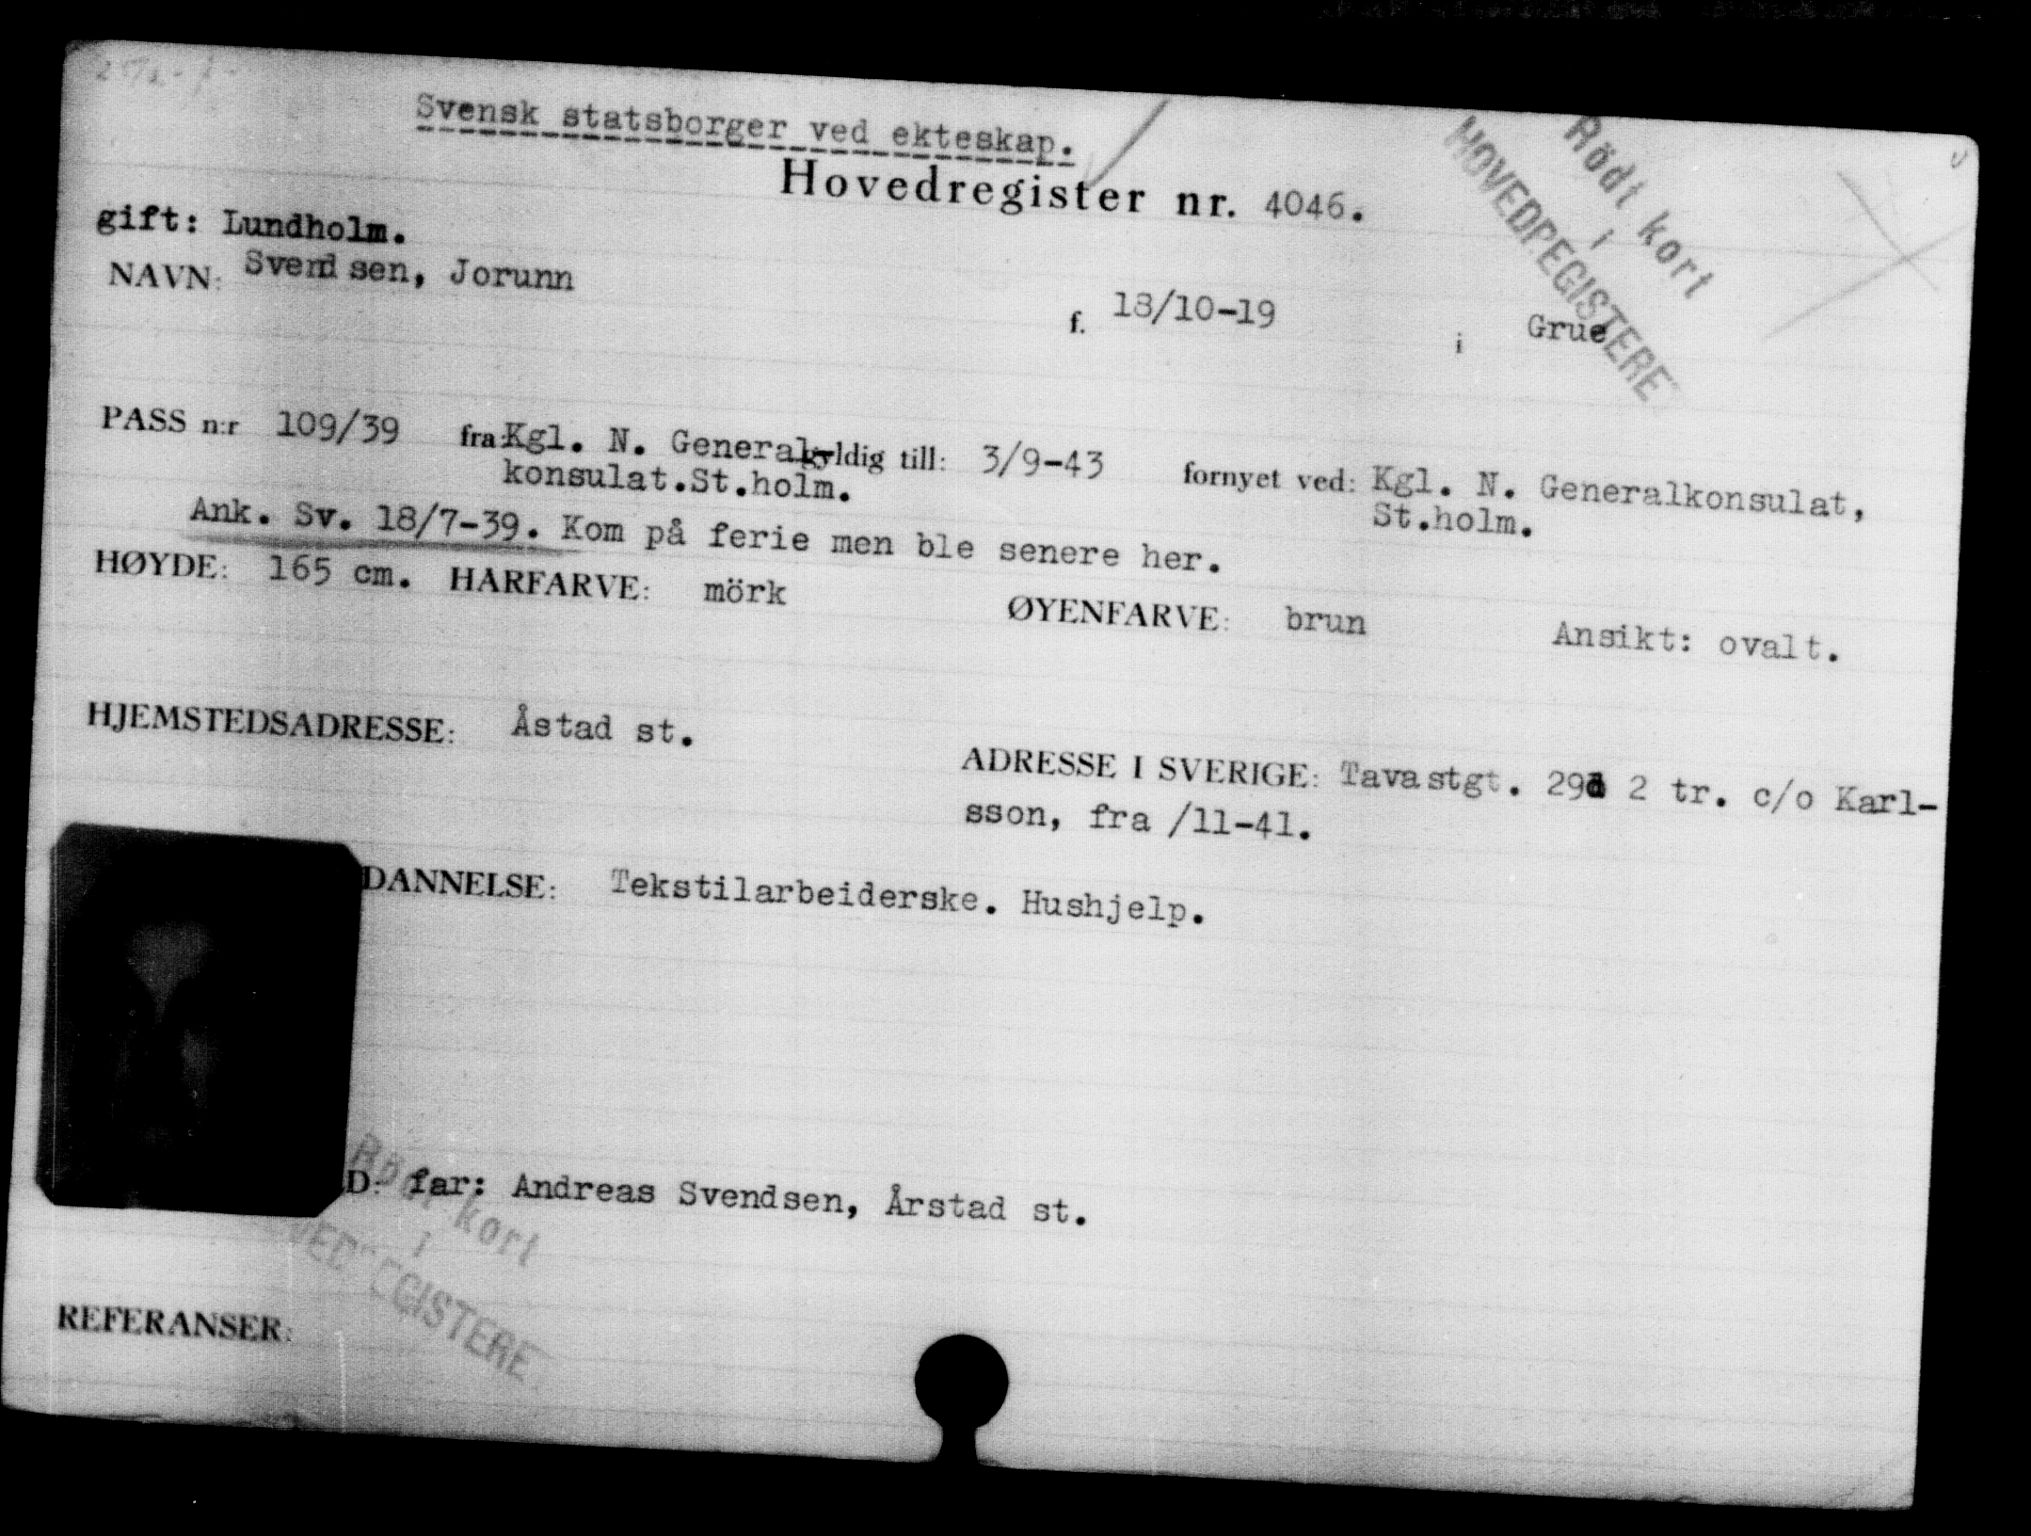 Svensk statsborger ved ekteskap.
Hovedregister nr. 4046.
Rödt kort
i
HOVEDREGISTERE
gift: Lundholm.
NAVN: Svendsen, Jorunn
f. 18/10-19 i Grue
PASS n:r 109/39 fra: Kgl. N. General- gyldig till: 3/9-43 fornyet ved: Kgl. N. Generalkonsulat,
konsulat.St.holm. St.holm.
Ank. Sv. 18/7-39. Kom på ferie men ble senere her.
HØYDE: 165 cm. HARFARVE: mörk ØYENFARVE: brun Ansikt: ovalt.
HJEMSTEDSADRESSE: Åstad st.
ADRESSE I SVERIGE: Tavastgt. 29 2 tr. c/o Karl-
sson, fra /11-41.
DANNELSE: Tekstilarbeiderske. Hushjelp.
D: far: Andreas Svendsen, Årstad st.
Rödt kort
i
VEDREGISTERE
REFERANSER: